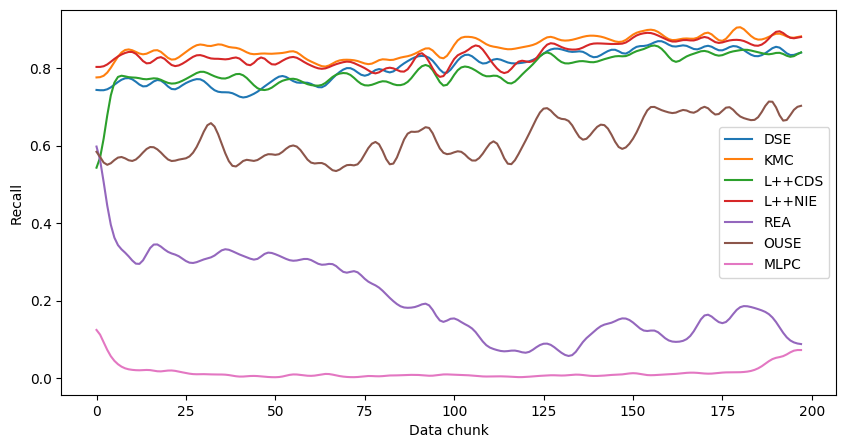 Recall
0.8
0.6
0.4
0.2
0.0
0
25
50
75
100
125
150
175
200
Data chunk
DSE
KMC
L++CDS
L++NIE
REA
OUSE
MLPC